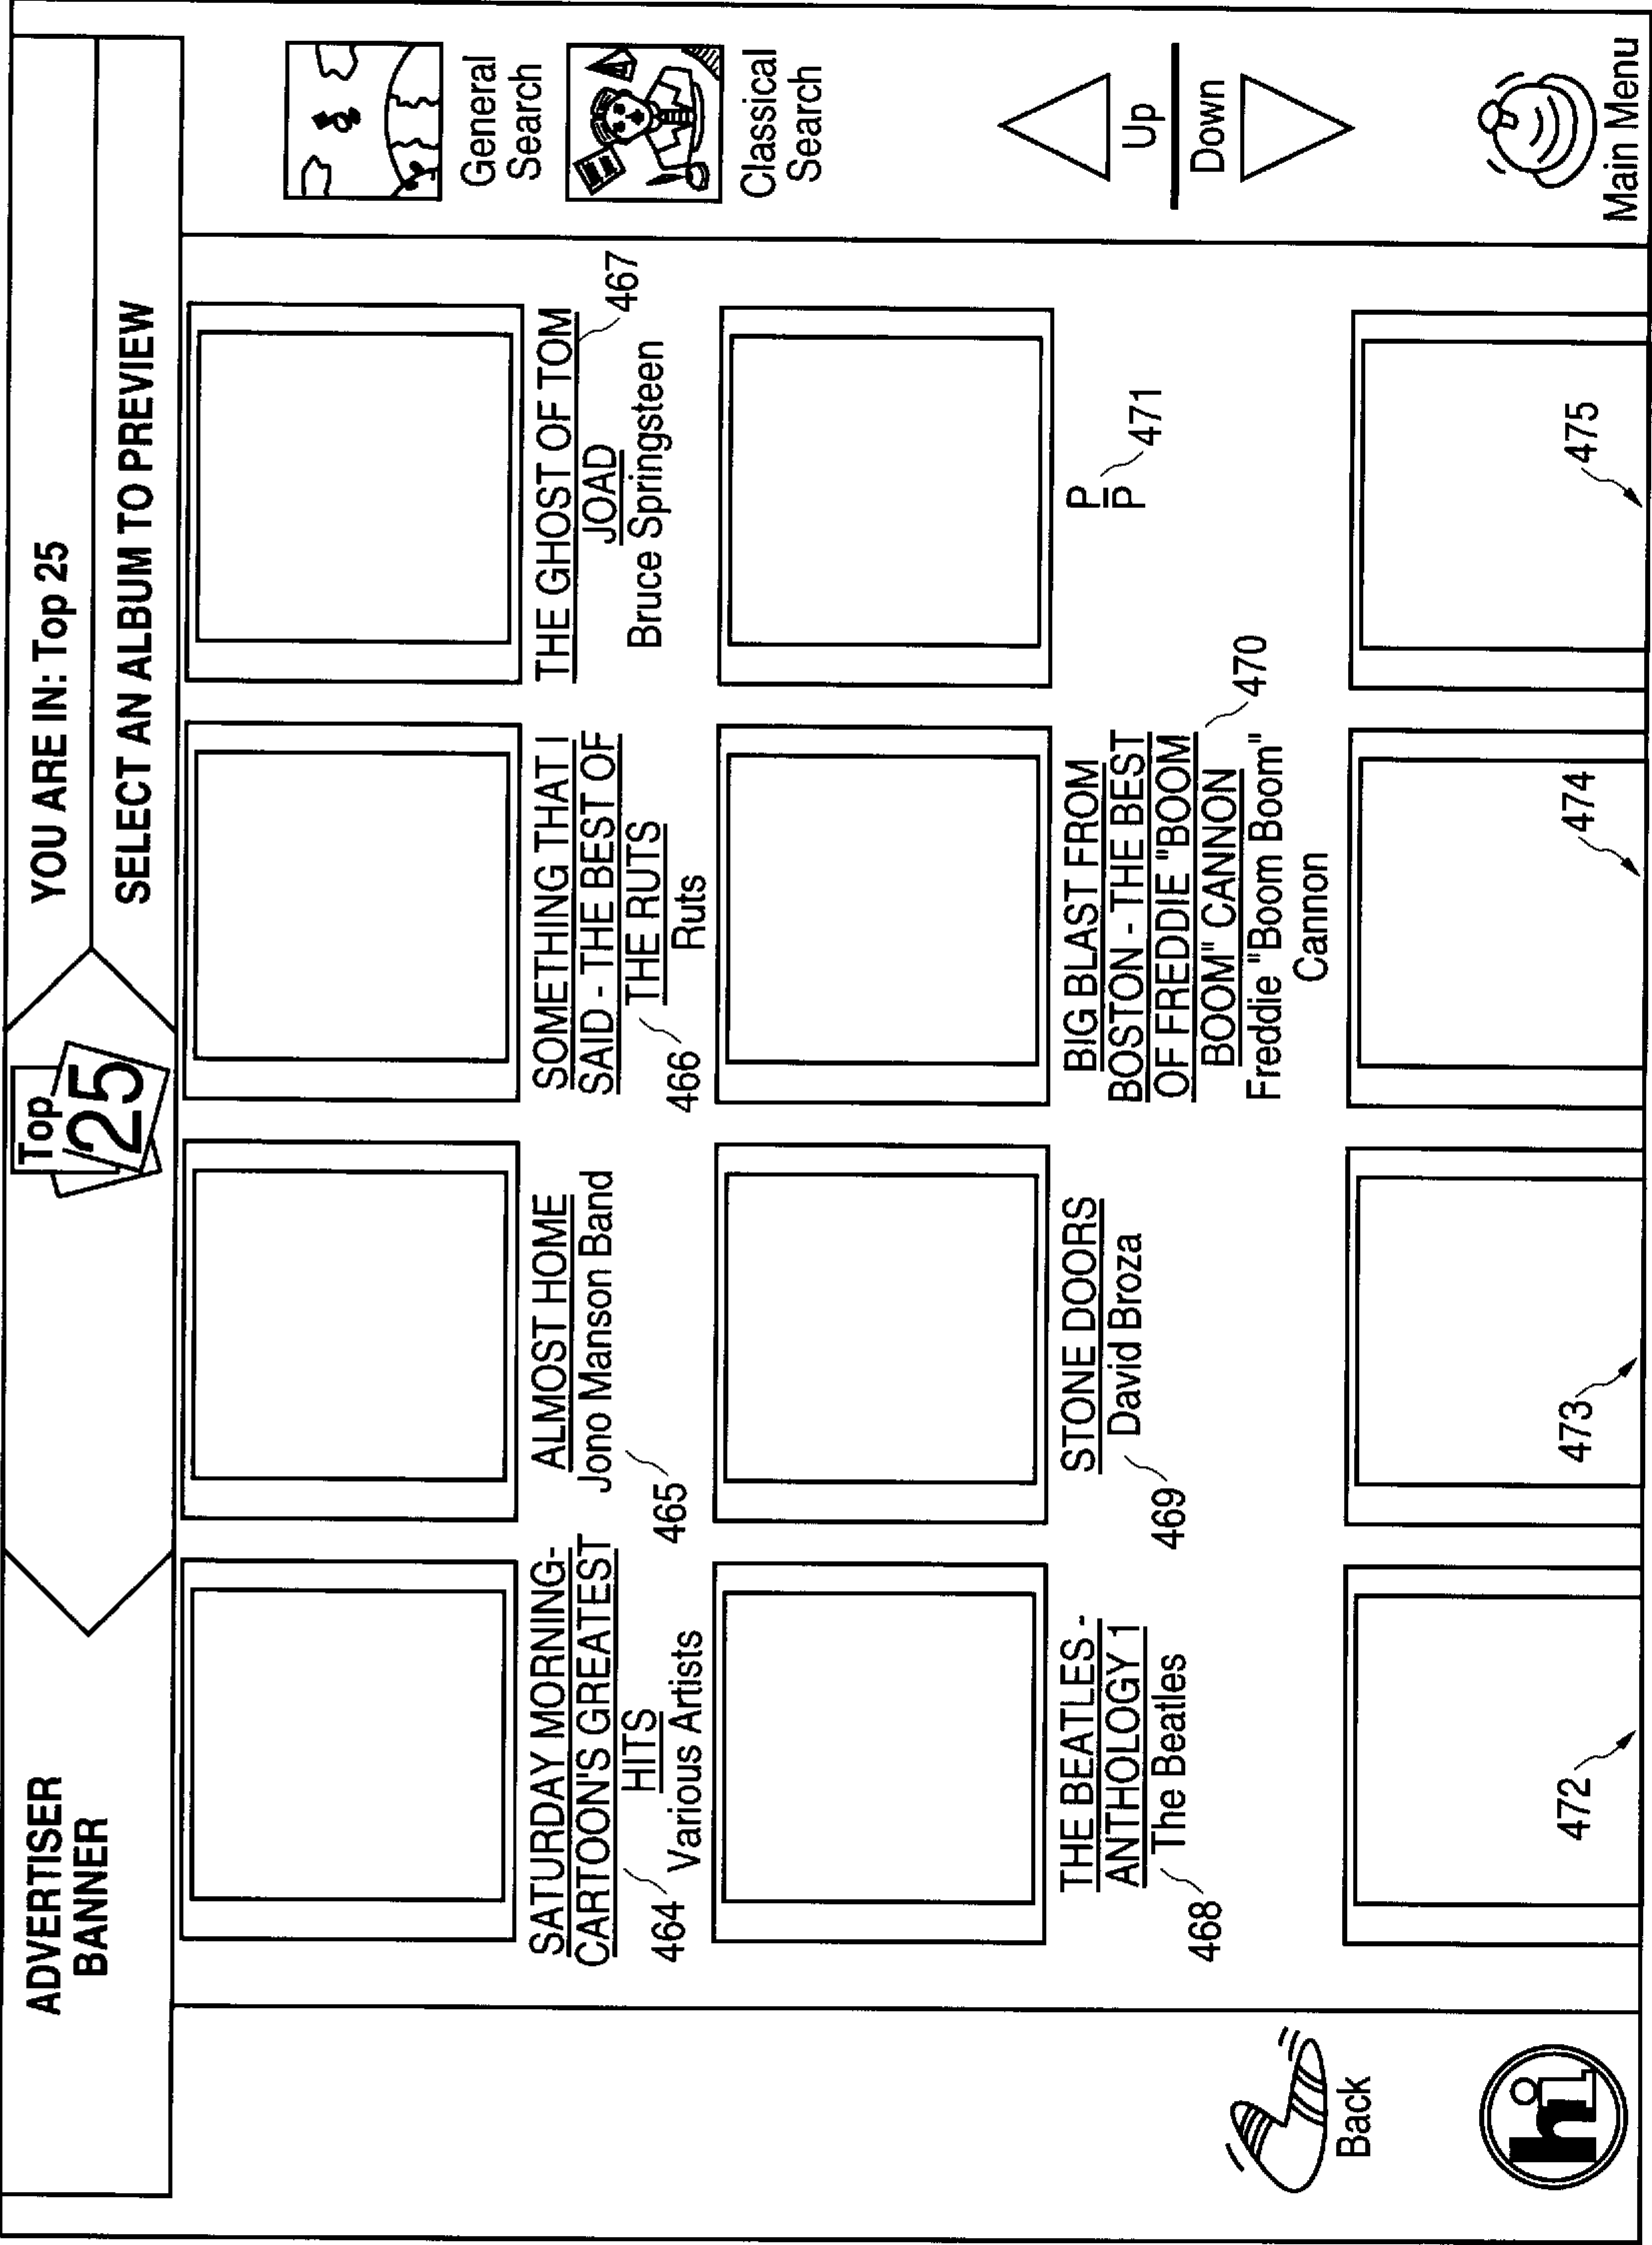 ADVERTISER
BANNER
Top
25
YOU ARE IN: Top 25
SELECT AN ALBUM TO PREVIEW
SATURDAY MORNING-
CARTOON'S GREATEST
HITS
Various Artists
464
ALMOST HOME
Jono Manson Band
465
SOMETHING THAT I
SAID - THE BEST OF
THE RUTS
Ruts
466
THE GHOST OF TOM
JOAD
Bruce Springsteen
467
THE BEATLES -
ANTHOLOGY 1
The Beatles
468
STONE DOORS
David Broza
469
BIG BLAST FROM
BOSTON - THE BEST
OF FREDDIE "BOOM
BOOM" CANNON
Freddie "Boom Boom"
Cannon
470
P
P
471
472
473
474
475
General
Search
Classical
Search
Up
Down
Main Menu
Back
hi